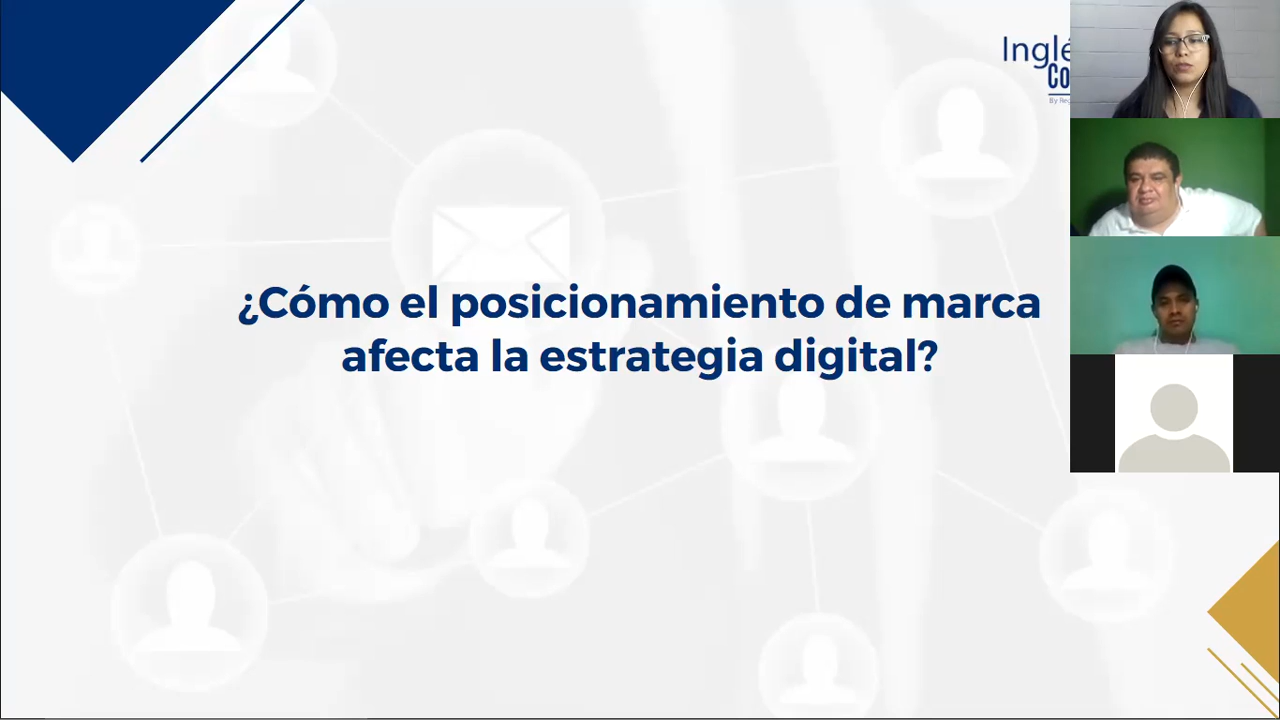 ¿Cómo el posicionamiento de marca
afecta la estrategia digital?